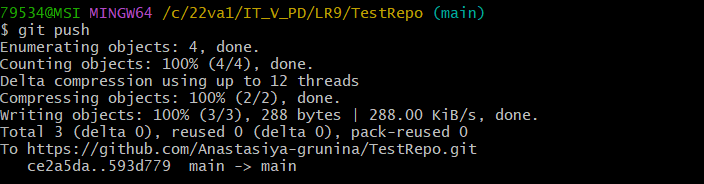 79534@MSI MINGW64 /c/22va1/IT_V_PD/LR9/TestRepo (main)
$ git push
Enumerating objects: 4, done.
Counting objects: 100% (4/4), done.
Delta compression using up to 12 threads
Compressing objects: 100% (2/2), done.
Writing objects: 100% (3/3), 288 bytes | 288.00 KiB/s, done.
Total 3 (delta 0), reused 0 (delta 0), pack-reused 0
To https://github.com/Anastasiya-grunina/TestRepo.git
   ce2a5da..593d779  main -> main